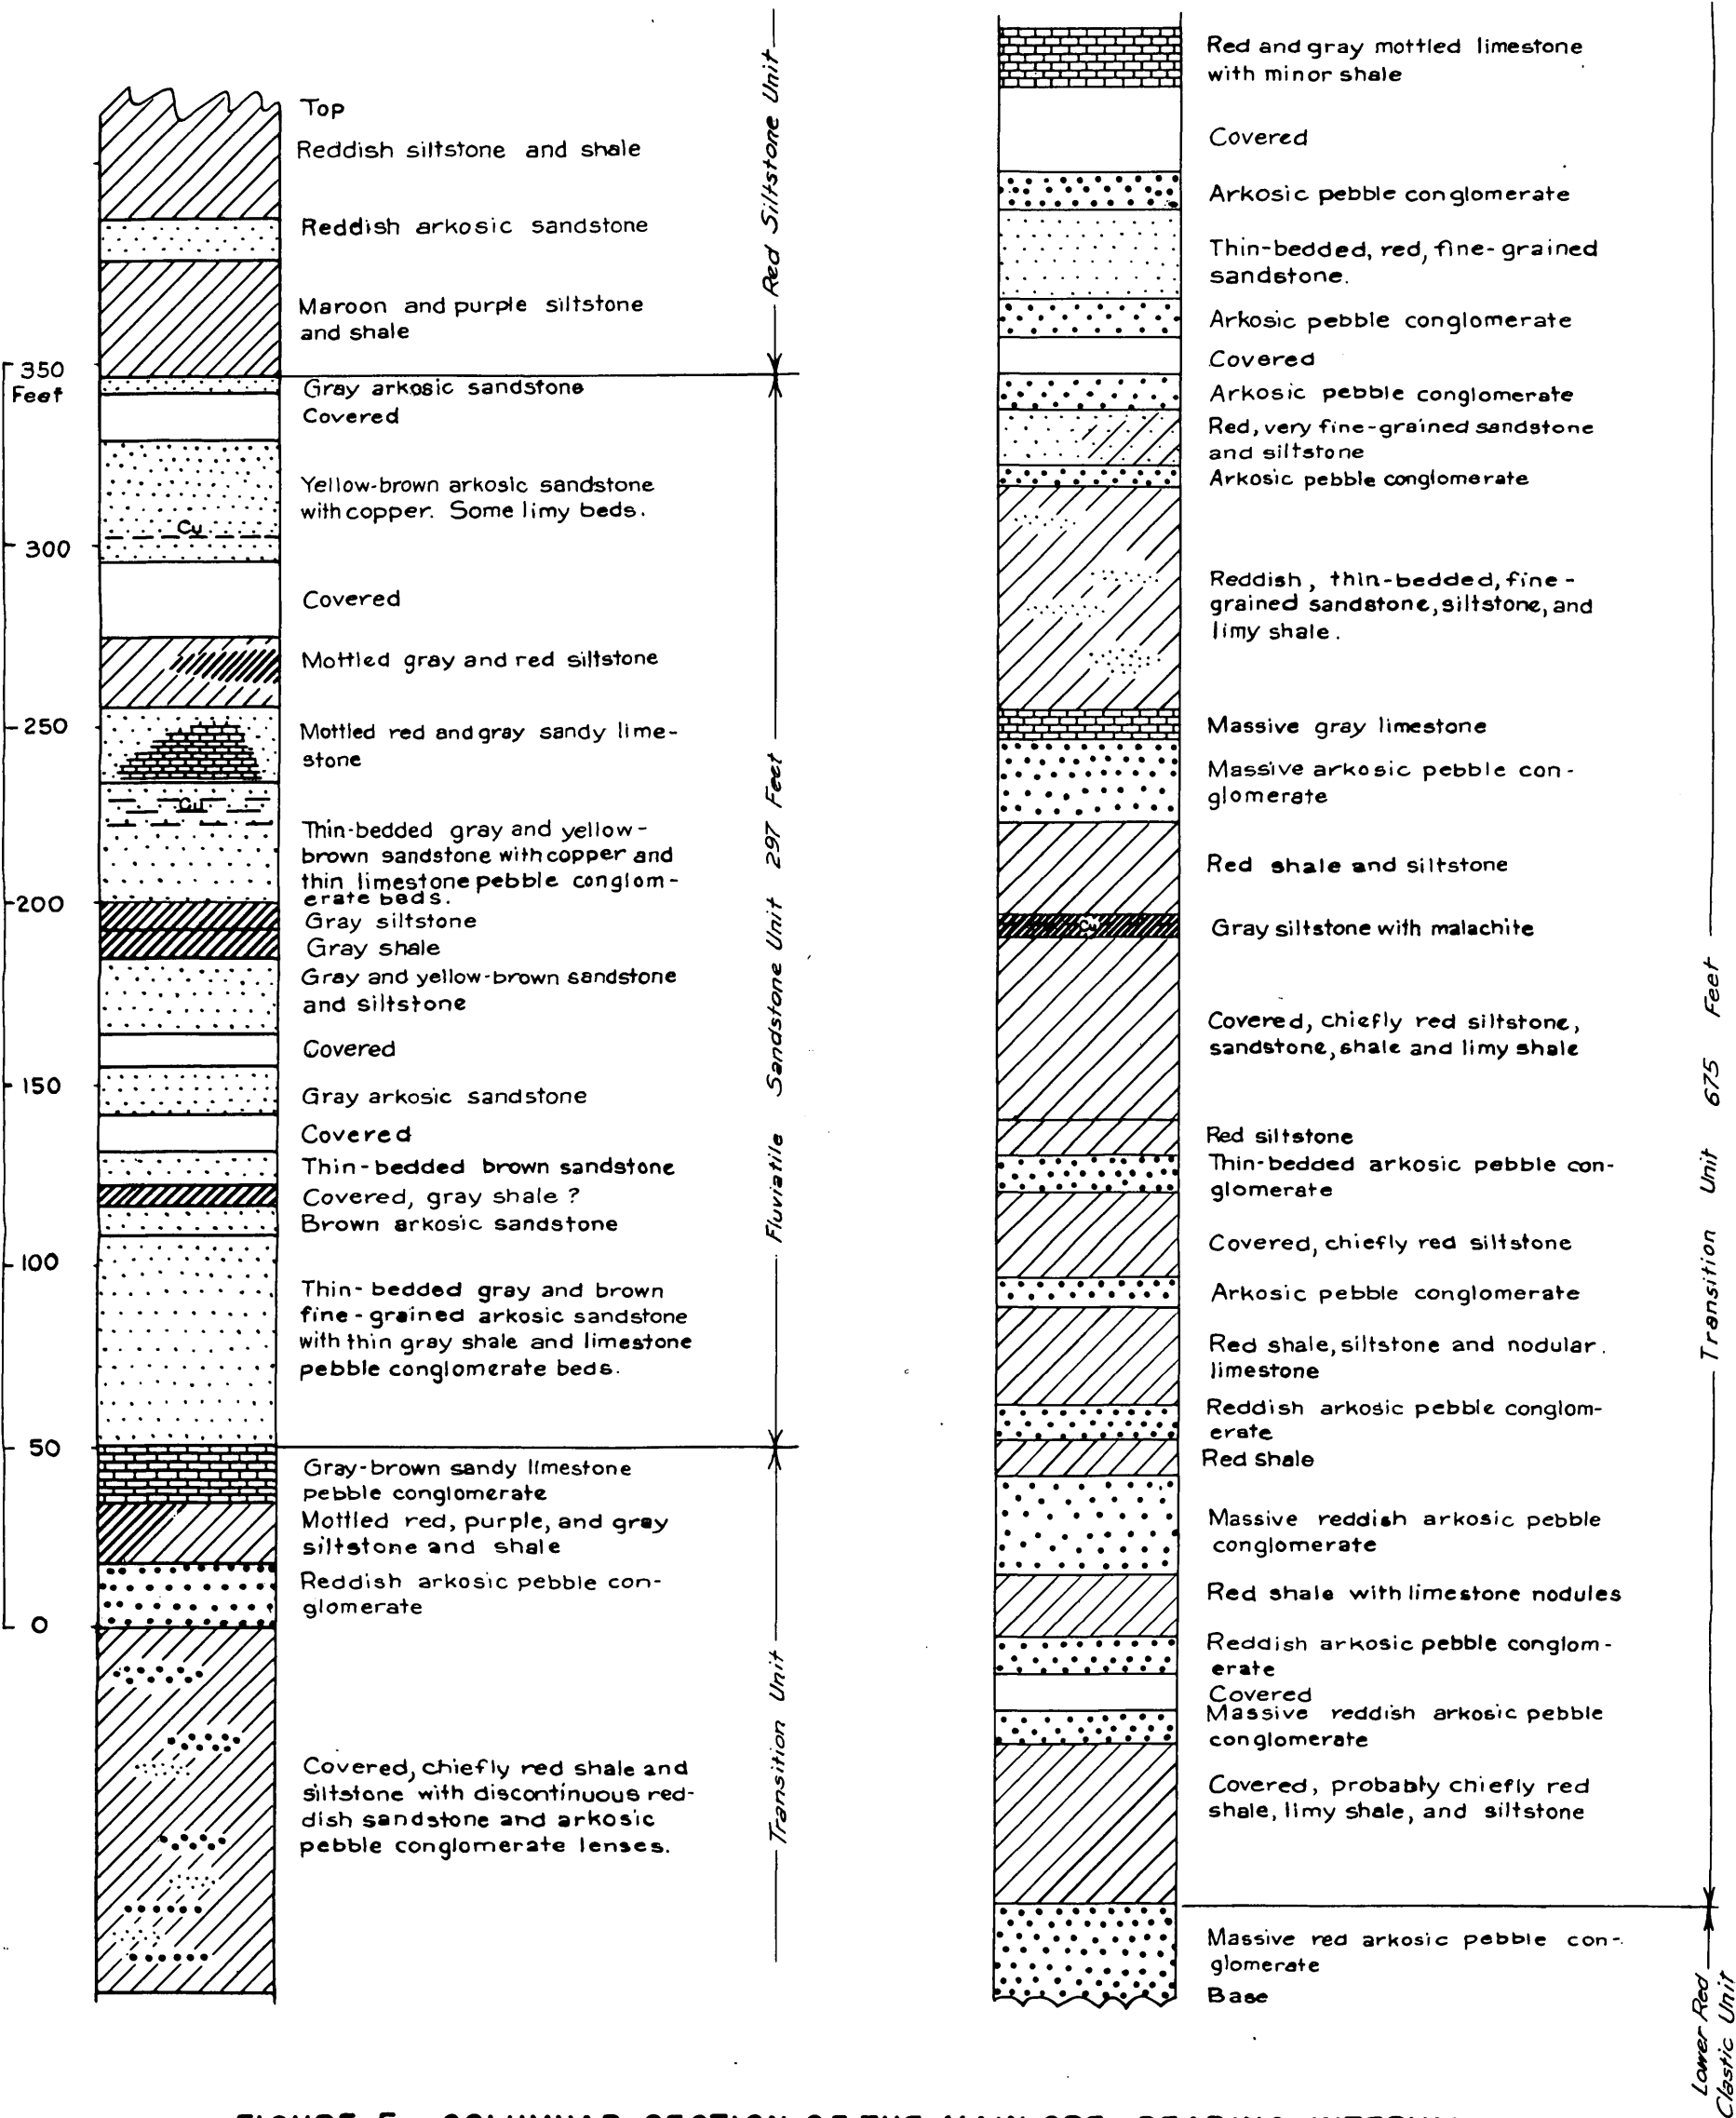 Top
Reddish siltstone and shale
Reddish arkosic sandstone
Maroon and purple siltstone
and shale
Red Siltstone Unit
350
Feet
Gray arkosic sandstone
Covered
Yellow-brown arkosic sandstone
with copper. Some limy beds.
Cu
300
Covered
Mottled gray and red siltstone
250
Mottled red and gray sandy lime-
stone
Cu
Thin-bedded gray and yellow-
brown sandstone with copper and
thin limestone pebble conglom-
erate beds.
200
Gray siltstone
Gray shale
Gray and yellow-brown sandstone
and siltstone
Covered
150
Gray arkosic sandstone
Covered
Thin-bedded brown sandstone
Covered, gray shale ?
Brown arkosic sandstone
100
Thin-bedded gray and brown
fine-grained arkosic sandstone
with thin gray shale and limestone
pebble conglomerate beds.
Fluviatile Sandstone Unit 297 Feet
50
Gray-brown sandy limestone
pebble conglomerate
Mottled red, purple, and gray
siltstone and shale
Reddish arkosic pebble con-
glomerate
0
Covered, chiefly red shale and
siltstone with discontinuous red-
dish sandstone and arkosic
pebble conglomerate lenses.
Transition Unit
Red and gray mottled limestone
with minor shale
Covered
Arkosic pebble conglomerate
Thin-bedded, red, fine-grained
sandstone.
Arkosic pebble conglomerate
Covered
Arkosic pebble conglomerate
Red, very fine-grained sandstone
and siltstone
Arkosic pebble conglomerate
Reddish, thin-bedded, fine-
grained sandstone, siltstone, and
limy shale.
Massive gray limestone
Massive arkosic pebble con-
glomerate
Red shale and siltstone
Cu
Gray siltstone with malachite
Covered, chiefly red siltstone,
sandstone, shale and limy shale
Red siltstone
Thin-bedded arkosic pebble con-
glomerate
Covered, chiefly red siltstone
Arkosic pebble conglomerate
Red shale, siltstone and nodular
limestone
Reddish arkosic pebble conglom-
erate
Red shale
Massive reddish arkosic pebble
conglomerate
Red shale with limestone nodules
Reddish arkosic pebble conglom-
erate
Covered
Massive reddish arkosic pebble
conglomerate
Covered, probably chiefly red
shale, limy shale, and siltstone
Transition Unit 675 Feet
Massive red arkosic pebble con-
glomerate
Base
Lower Red
Clastic Unit